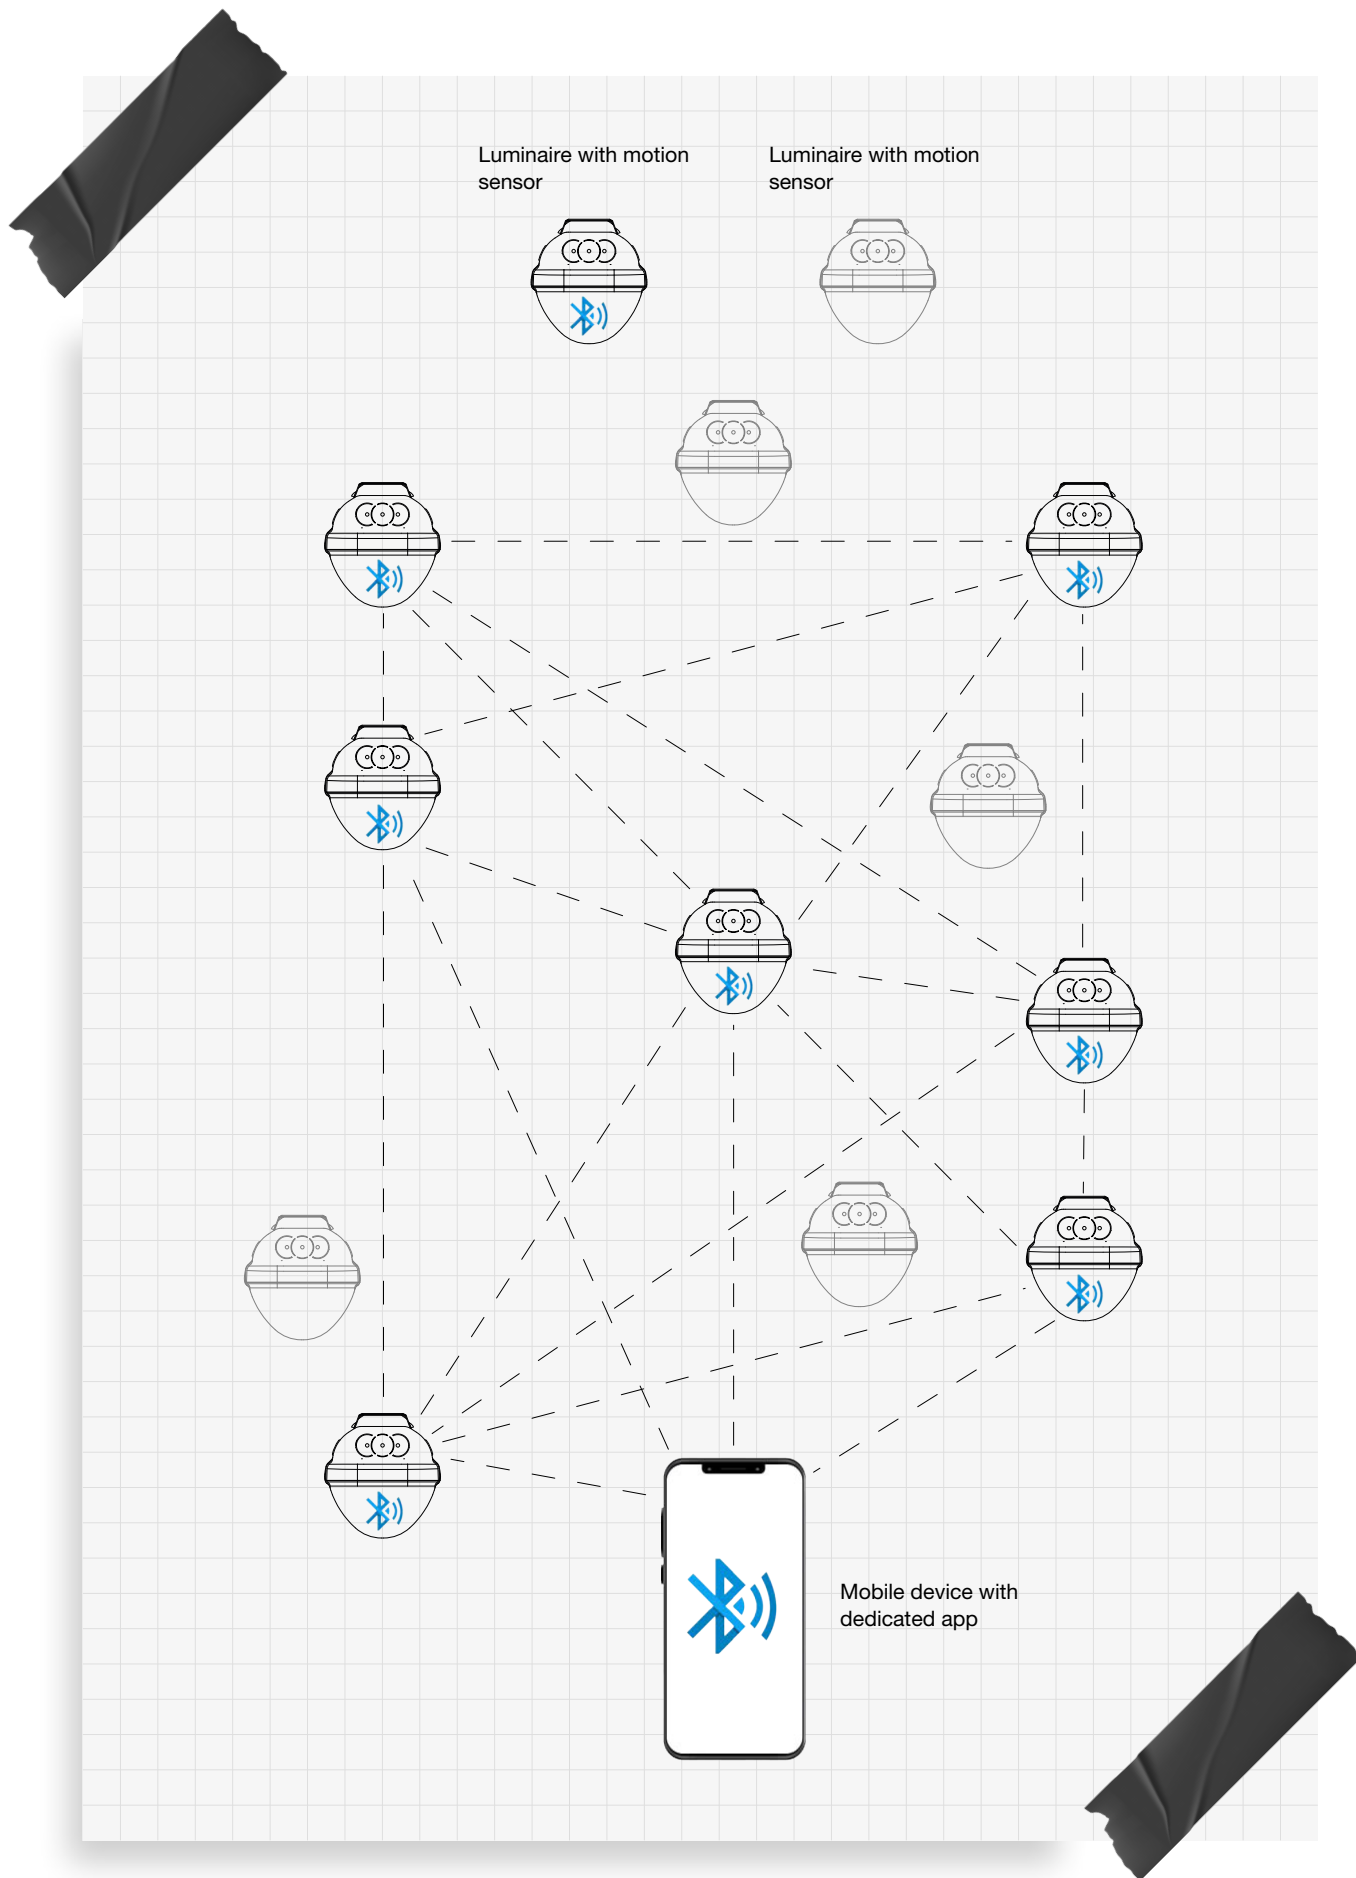 Luminaire with motion
sensor
Luminaire with motion
sensor
Mobile device with
dedicated app